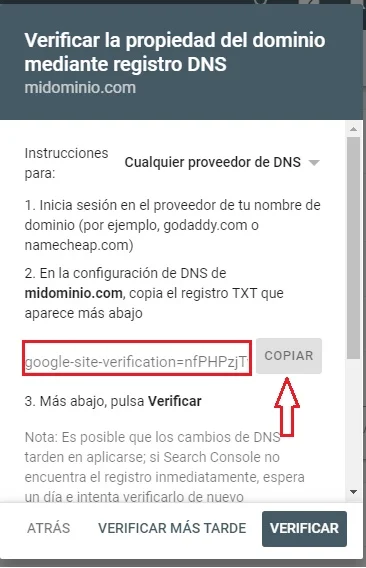 Verificar la propiedad del dominio
mediante registro DNS
midominio.com
Instrucciones
para:
Cualquier proveedor de DNS
1. Inicia sesión en el proveedor de tu nombre de
dominio (por ejemplo, godaddy.com o
namecheap.com)
2. En la configuración de DNS de
midominio.com, copia el registro TXT que
aparece más abajo
google-site-verification=nfPHPzjT
COPIAR
3. Más abajo, pulsa Verificar
Nota: Es posible que los cambios de DNS
tarden en aplicarse; si Search Console no
encuentra el registro inmediatamente, espera
un día e intenta verificarlo de nuevo
ATRÁS
VERIFICAR MÁS TARDE
VERIFICAR